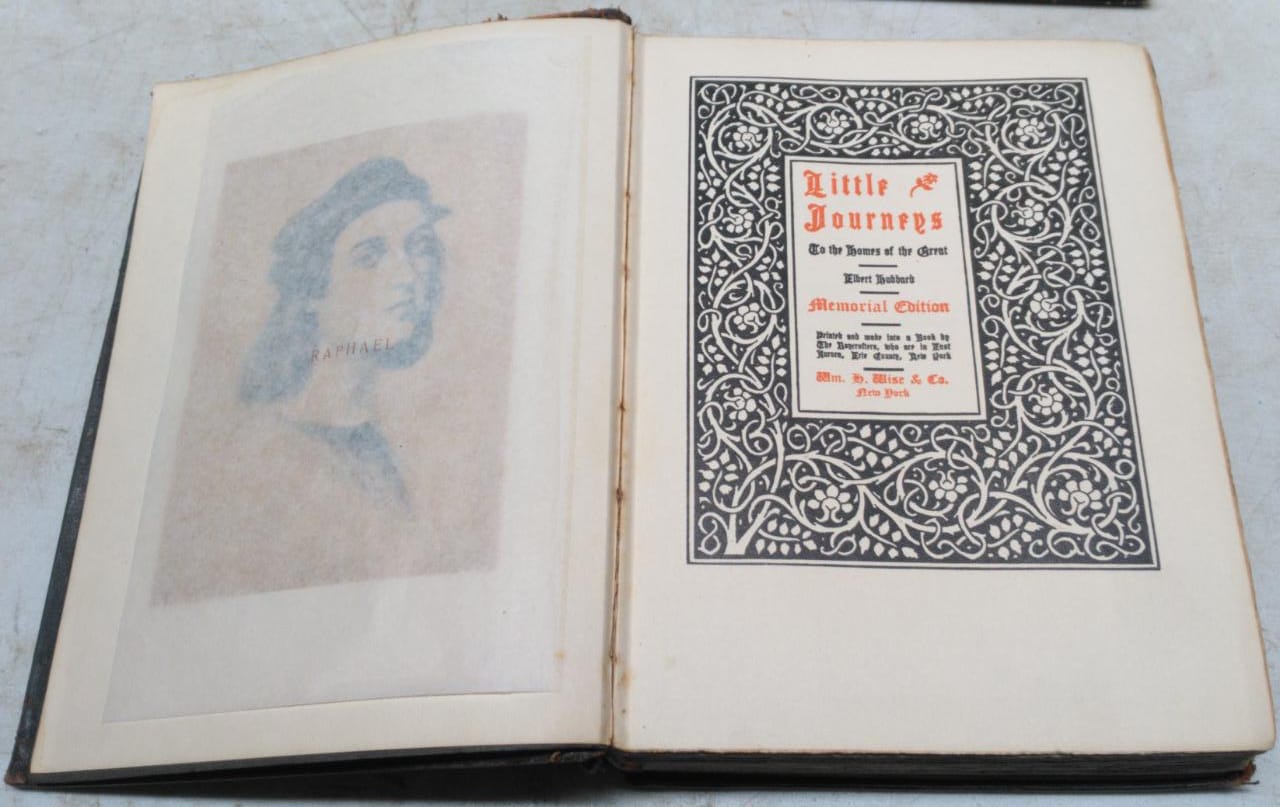 RAPHAEL
Little
Journeys
To the Homes of the Great
Elbert Hubbard
Memorial Edition
Printed and made into a Book by
The Roycrofters, who are in East
Aurora, Erie County, New York
Wm. H. Wise & Co.
New York